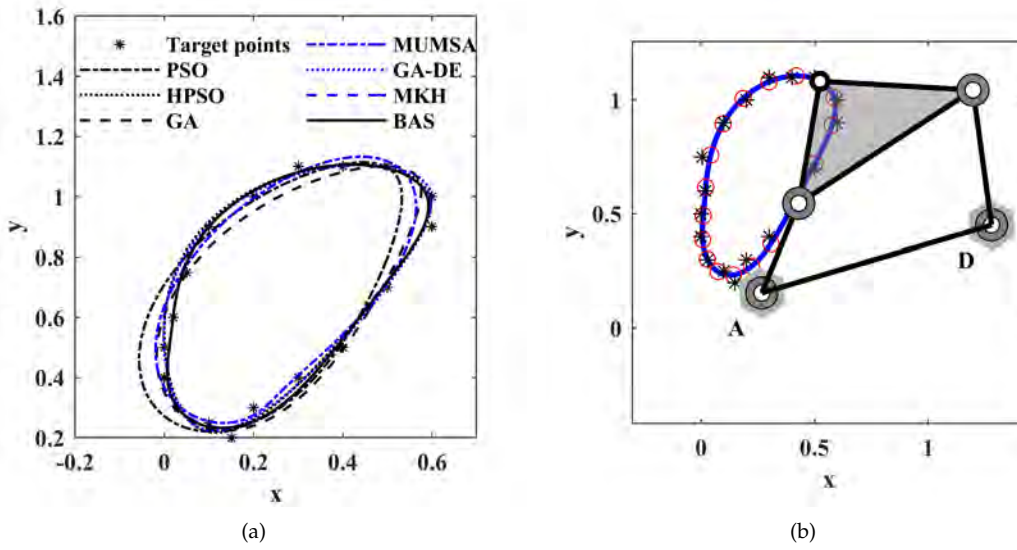 1.6
1.4
1.2
1
0.8
0.6
0.4
0.2
y
Target points
PSO
HPSO
GA
MUMSA
GA-DE
MKH
BAS
-0.2
0
0.2
0.4
0.6
x
(a)
1
0.5
0
y
A
D
0
0.5
1
x
(b)